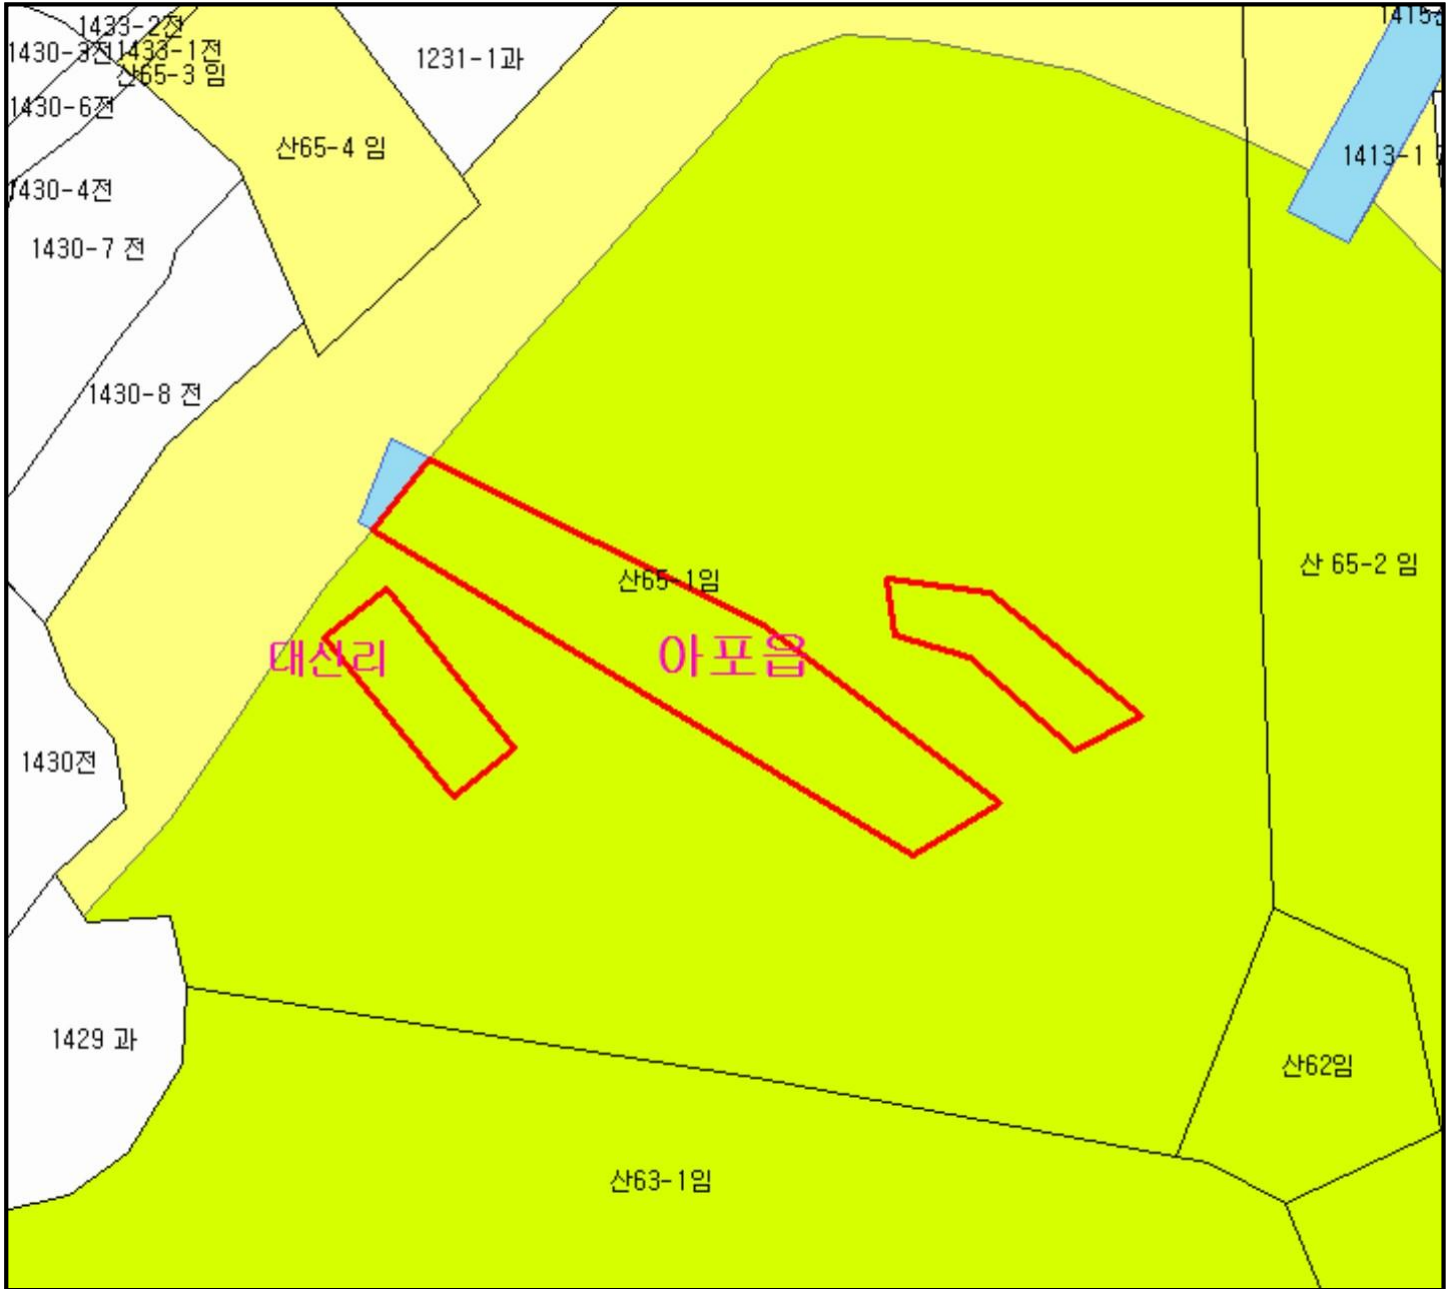 1433-2전
1430-3전
1433-1전
산65-3 임
1231-1과
1430-6전
산65-4 임
1413-1
1430-4전
1430-7 전
1430-8 전
산 65-2 임
산65-1임
대신리
아포읍
1430전
1429 과
산62임
산63-1임